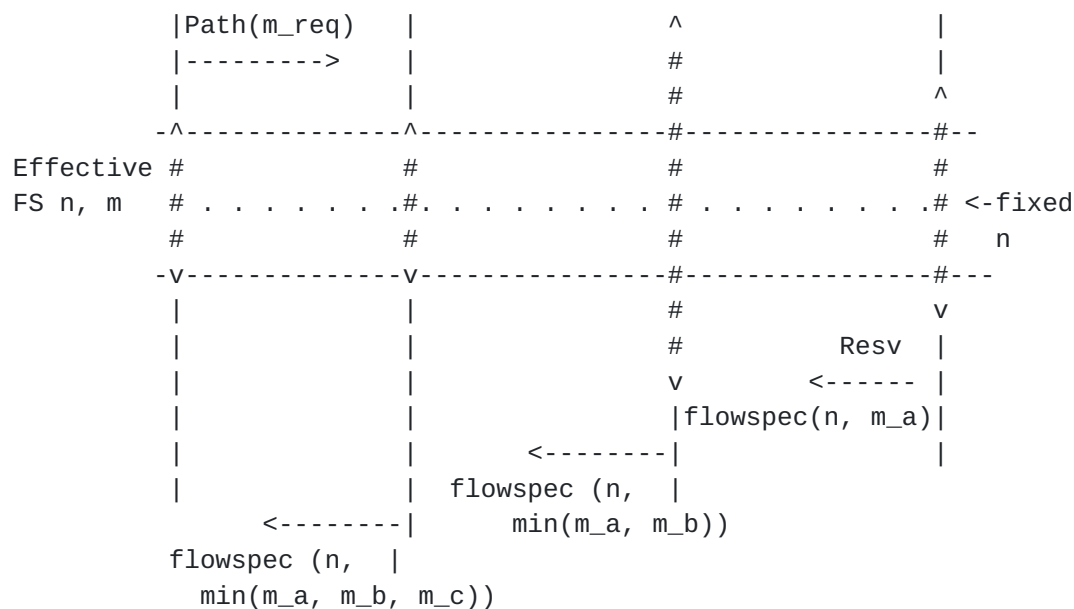 |Path(m_req)   |                ^                |
          |--------->    |                #                |
          |              |                #                ^
         -^--------------^----------------#----------------#--
Effective #              #                #                #
FS n, m   # . . . . . . .#. . . . . . . . # . . . . . . . .# <-fixed
          #              #                #                #   n
         -v--------------v----------------#----------------#---
          |              |                #                v
          |              |                #          Resv  |
          |              |                v        <------ |
          |              |                |flowspec(n, m_a)|
          |              |       <--------|                |
          |              |  flowspec (n,  |
                <--------|      min(m_a, m_b))
          flowspec (n,  |
            min(m_a, m_b, m_c))